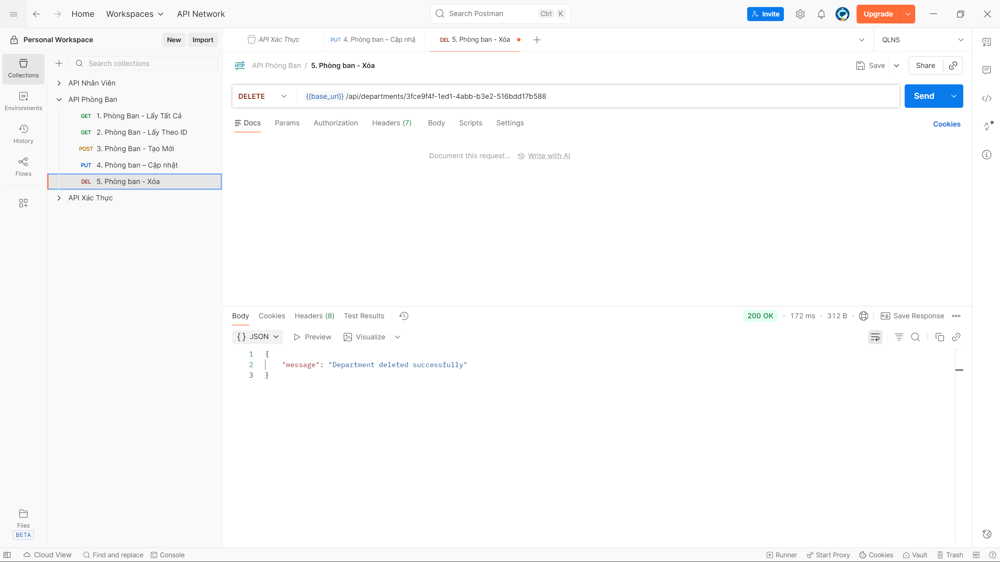 Home
Workspaces
API Network
Search Postman
Ctrl K
Invite
Upgrade
Personal Workspace
New
Import
API Xác Thực
PUT 4. Phòng ban – Cập nhậ
DEL 5. Phòng ban - Xóa
QLNS
Collections
Environments
History
Flows
Files
BETA
Search collections
API Nhân Viên
API Phòng Ban
GET 1. Phòng Ban - Lấy Tất Cả
GET 2. Phòng Ban - Lấy Theo ID
POST 3. Phòng Ban - Tạo Mới
PUT 4. Phòng ban – Cập nhật
DEL 5. Phòng ban - Xóa
API Xác Thực
HTTP API Phòng Ban / 5. Phòng ban - Xóa
Save
Share
DELETE
{{base_url}}/api/departments/3fce9f4f-1ed1-4abb-b3e2-516bdd17b588
Send
Docs
Params
Authorization
Headers (7)
Body
Scripts
Settings
Cookies
Document this request... Write with AI
Body
Cookies
Headers (8)
Test Results
200 OK
172 ms
312 B
e.g. Save Response
{} JSON
Preview
Visualize
1 {
2 "message": "Department deleted successfully"
3 }
Cloud View
Find and replace
Console
Runner
Start Proxy
Cookies
Vault
Trash